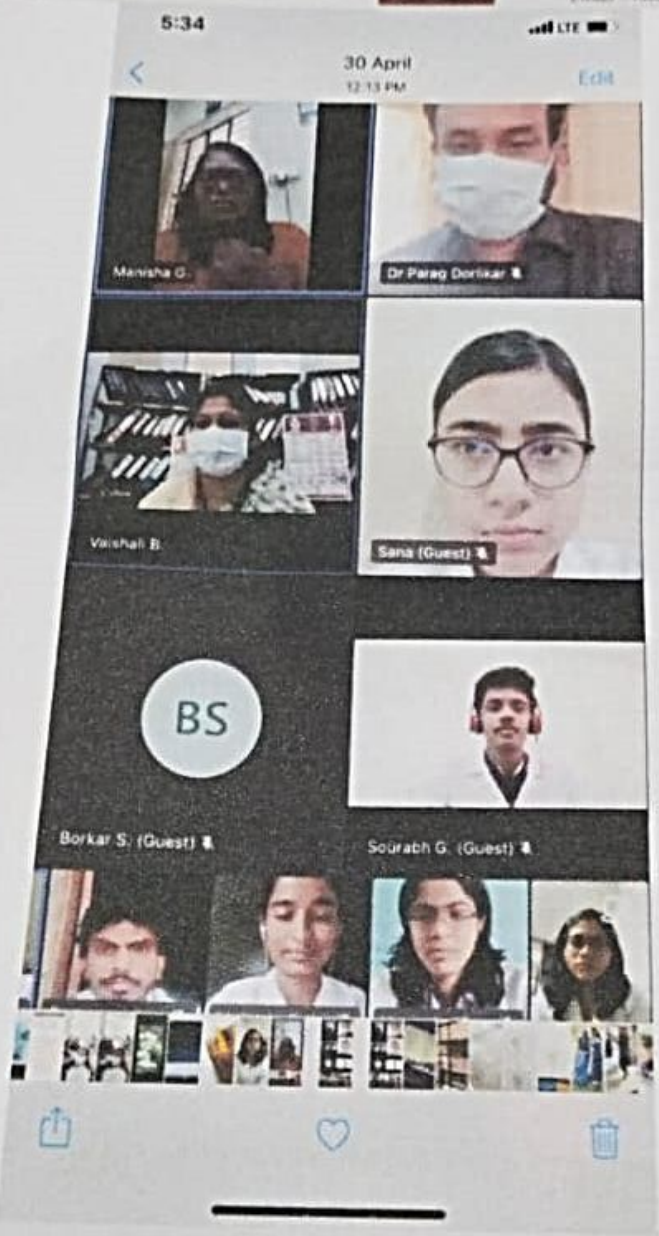 5:34
LTE
30 April
12:13 PM
Edit
Manisha G.
Dr Parag Dorlikar
Vaishali B.
Sana (Guest)
BS
Borkar S. (Guest)
Sourabh G. (Guest)